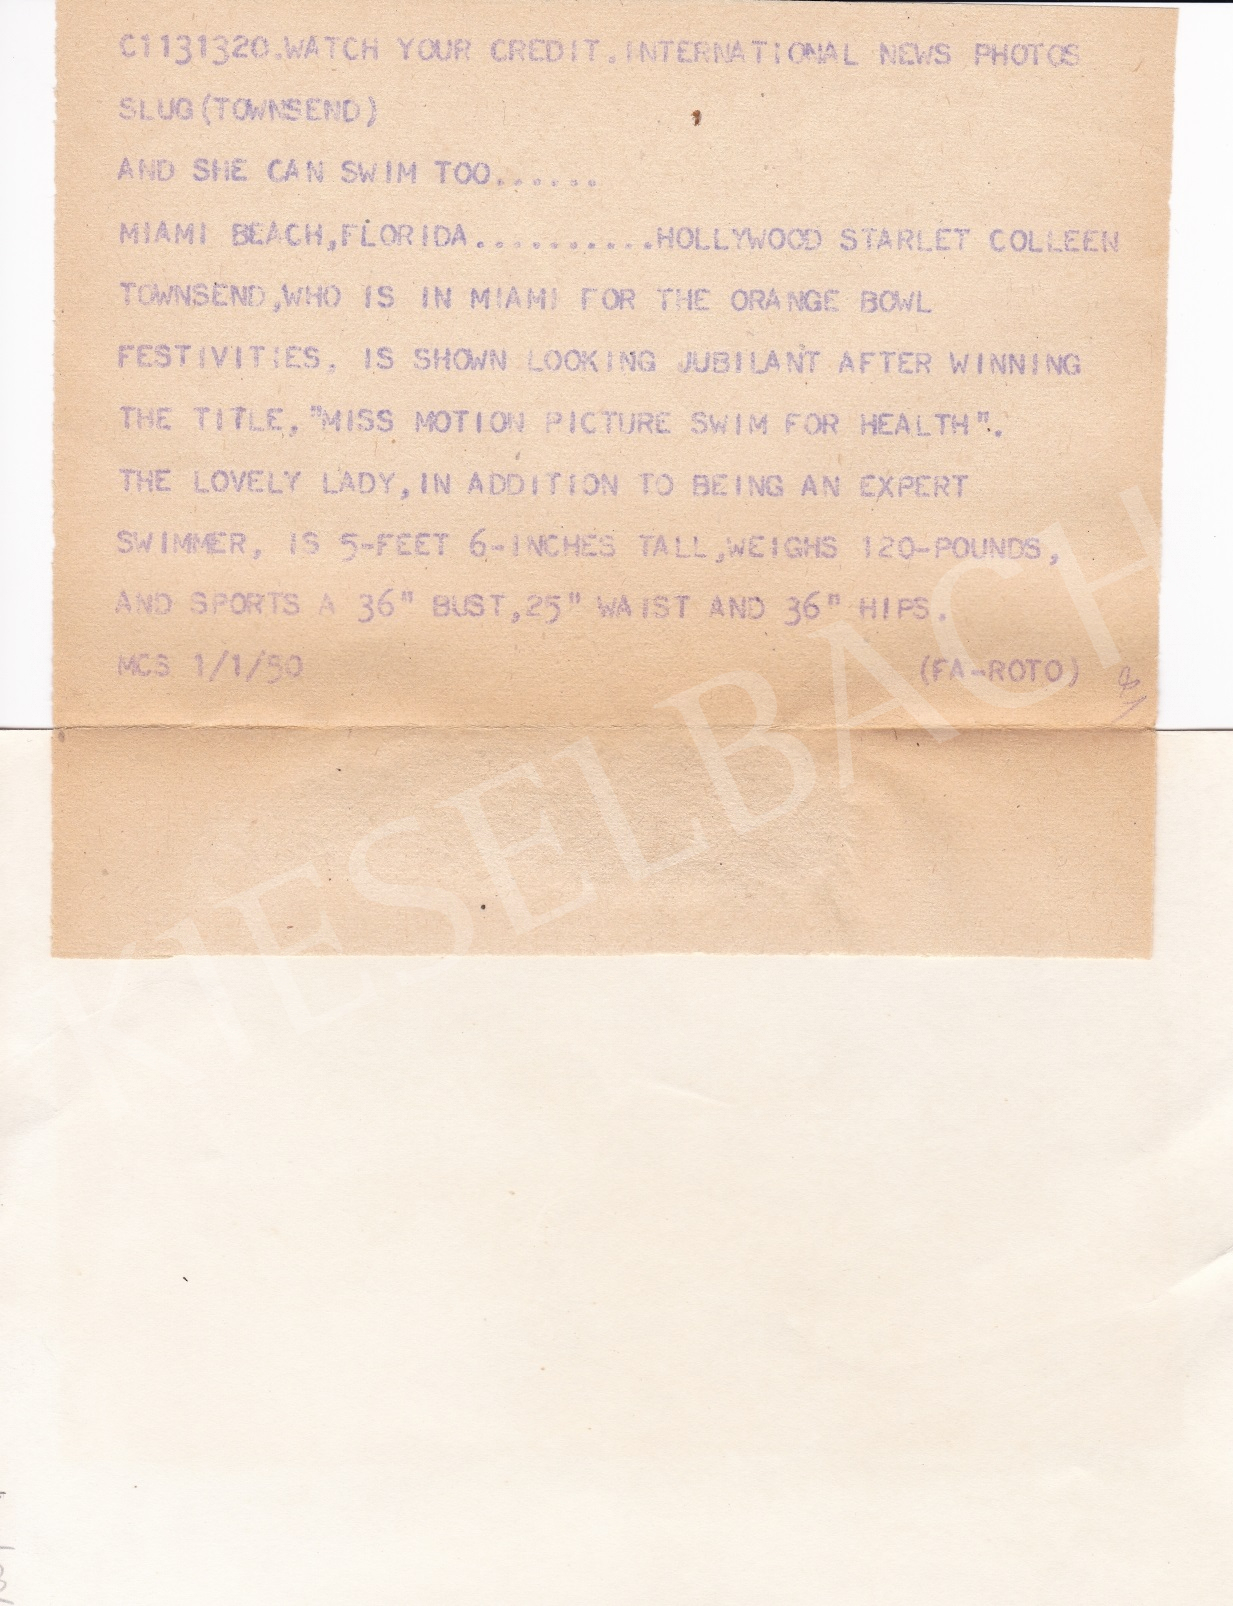 C1131320.WATCH YOUR CREDIT.INTERNATIONAL NEWS PHOTOS
SLUG(TOWNSEND)
AND SHE CAN SWIM TOO......
MIAMI BEACH,FLORIDA..........HOLLYWOOD STARLET COLLEEN
TOWNSEND,WHO IS IN MIAMI FOR THE ORANGE BOWL
FESTIVITIES, IS SHOWN LOOKING JUBILANT AFTER WINNING
THE TITLE,"MISS MOTION PICTURE SWIM FOR HEALTH".
THE LOVELY LADY,IN ADDITION TO BEING AN EXPERT
SWIMMER, IS 5-FEET 6-INCHES TALL,WEIGHS 120-POUNDS,
AND SPORTS A 36" BUST,25" WAIST AND 36" HIPS.
MCS 1/1/50 (FA-ROTO)
KIESELBACH